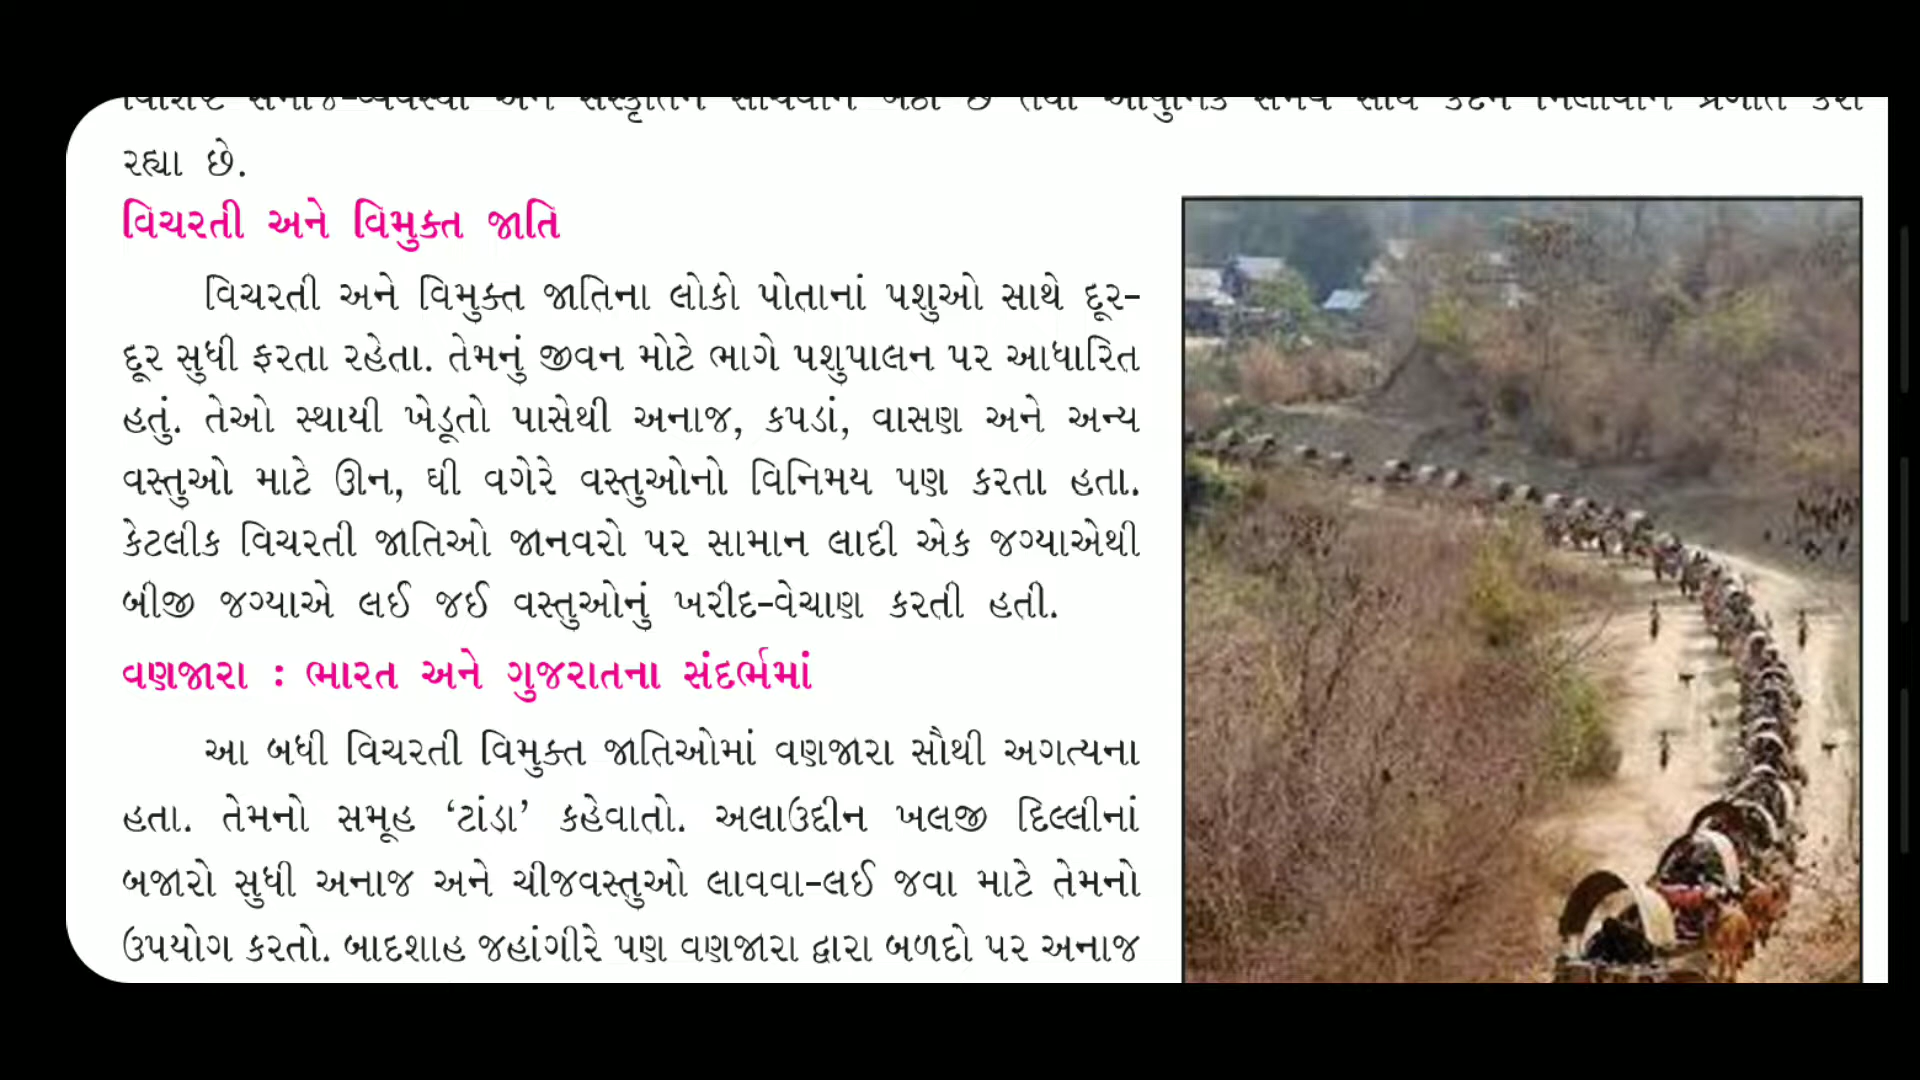 રહ્યા છે.
વિચરતી અને વિમુક્ત જાતિ
વિચરતી અને વિમુક્ત જાતિના લોકો પોતાનાં પશુઓ સાથે દૂર-
દૂર સુધી ફરતા રહેતા. તેમનું જીવન મોટે ભાગે પશુપાલન પર આધારિત
હતું. તેઓ સ્થાયી ખેડૂતો પાસેથી અનાજ, કપડાં, વાસણ અને અન્ય
વસ્તુઓ માટે ઊન, ઘી વગેરે વસ્તુઓનો વિનિમય પણ કરતા હતા.
કેટલીક વિચરતી જાતિઓ જાનવરો પર સામાન લાદી એક જગ્યાએથી
બીજી જગ્યાએ લઈ જઈ વસ્તુઓનું ખરીદ-વેચાણ કરતી હતી.
વણજારા : ભારત અને ગુજરાતના સંદર્ભમાં
આ બધી વિચરતી વિમુક્ત જાતિઓમાં વણજારા સૌથી અગત્યના
હતા. તેમનો સમૂહ ‘ટાંડા’ કહેવાતો. અલાઉદ્દીન ખલજી દિલ્લીનાં
બજારો સુધી અનાજ અને ચીજવસ્તુઓ લાવવા-લઈ જવા માટે તેમનો
ઉપયોગ કરતો. બાદશાહ જહાંગીરે પણ વણજારા દ્વારા બળદો પર અનાજ